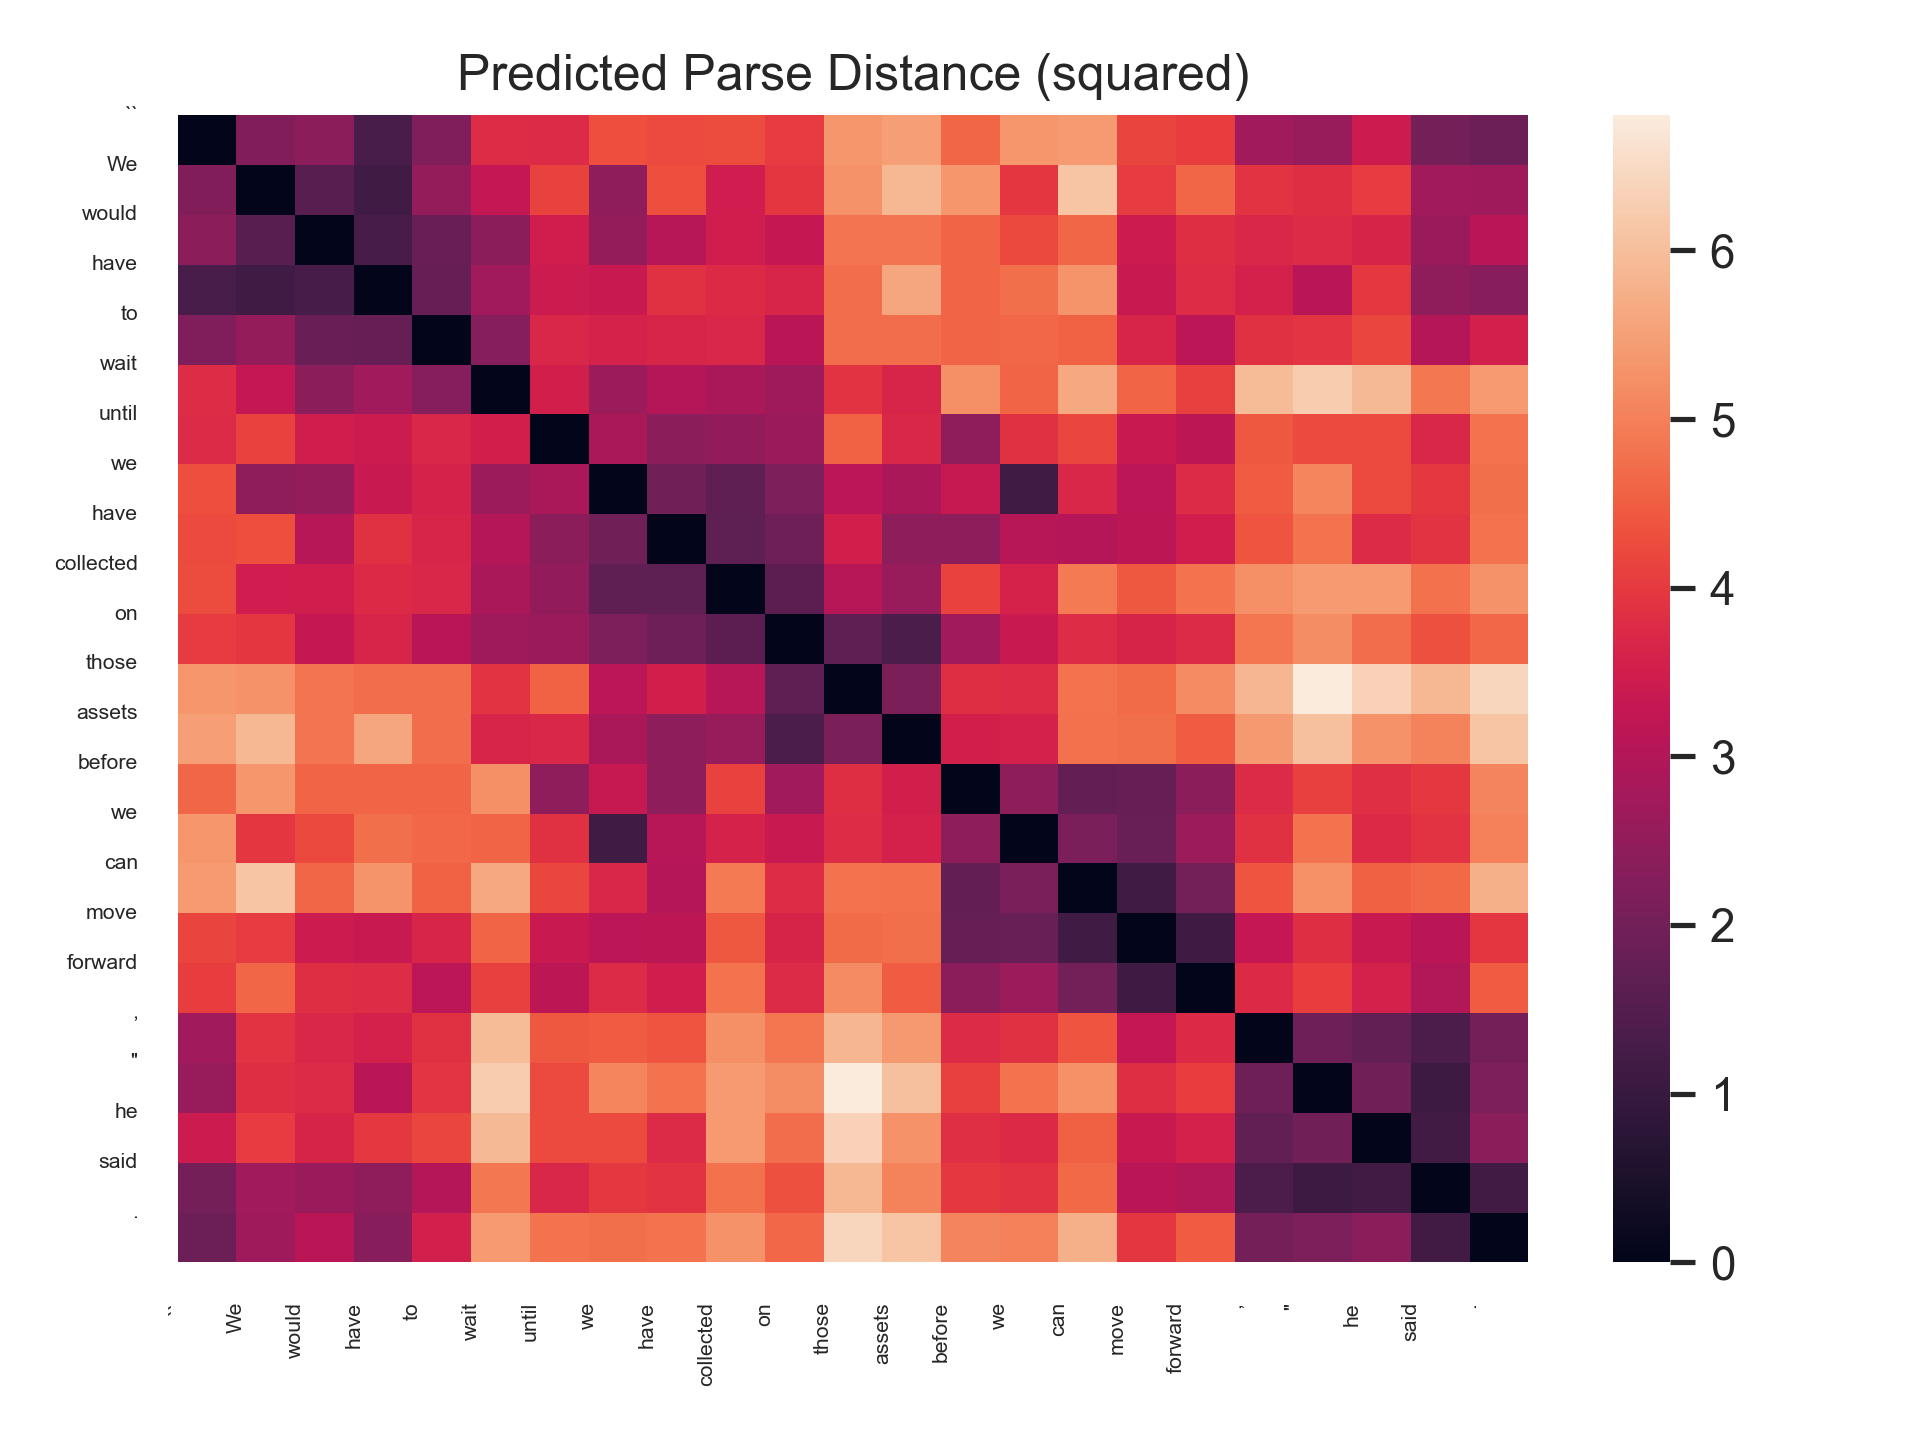 Predicted Parse Distance (squared)
``
We
would
have
to
wait
until
we
have
collected
on
those
assets
before
we
can
move
forward
,
"
he
said
.
6
5
4
3
2
1
0
`` We would have to wait until we have collected on those assets before we can move forward , " he said .